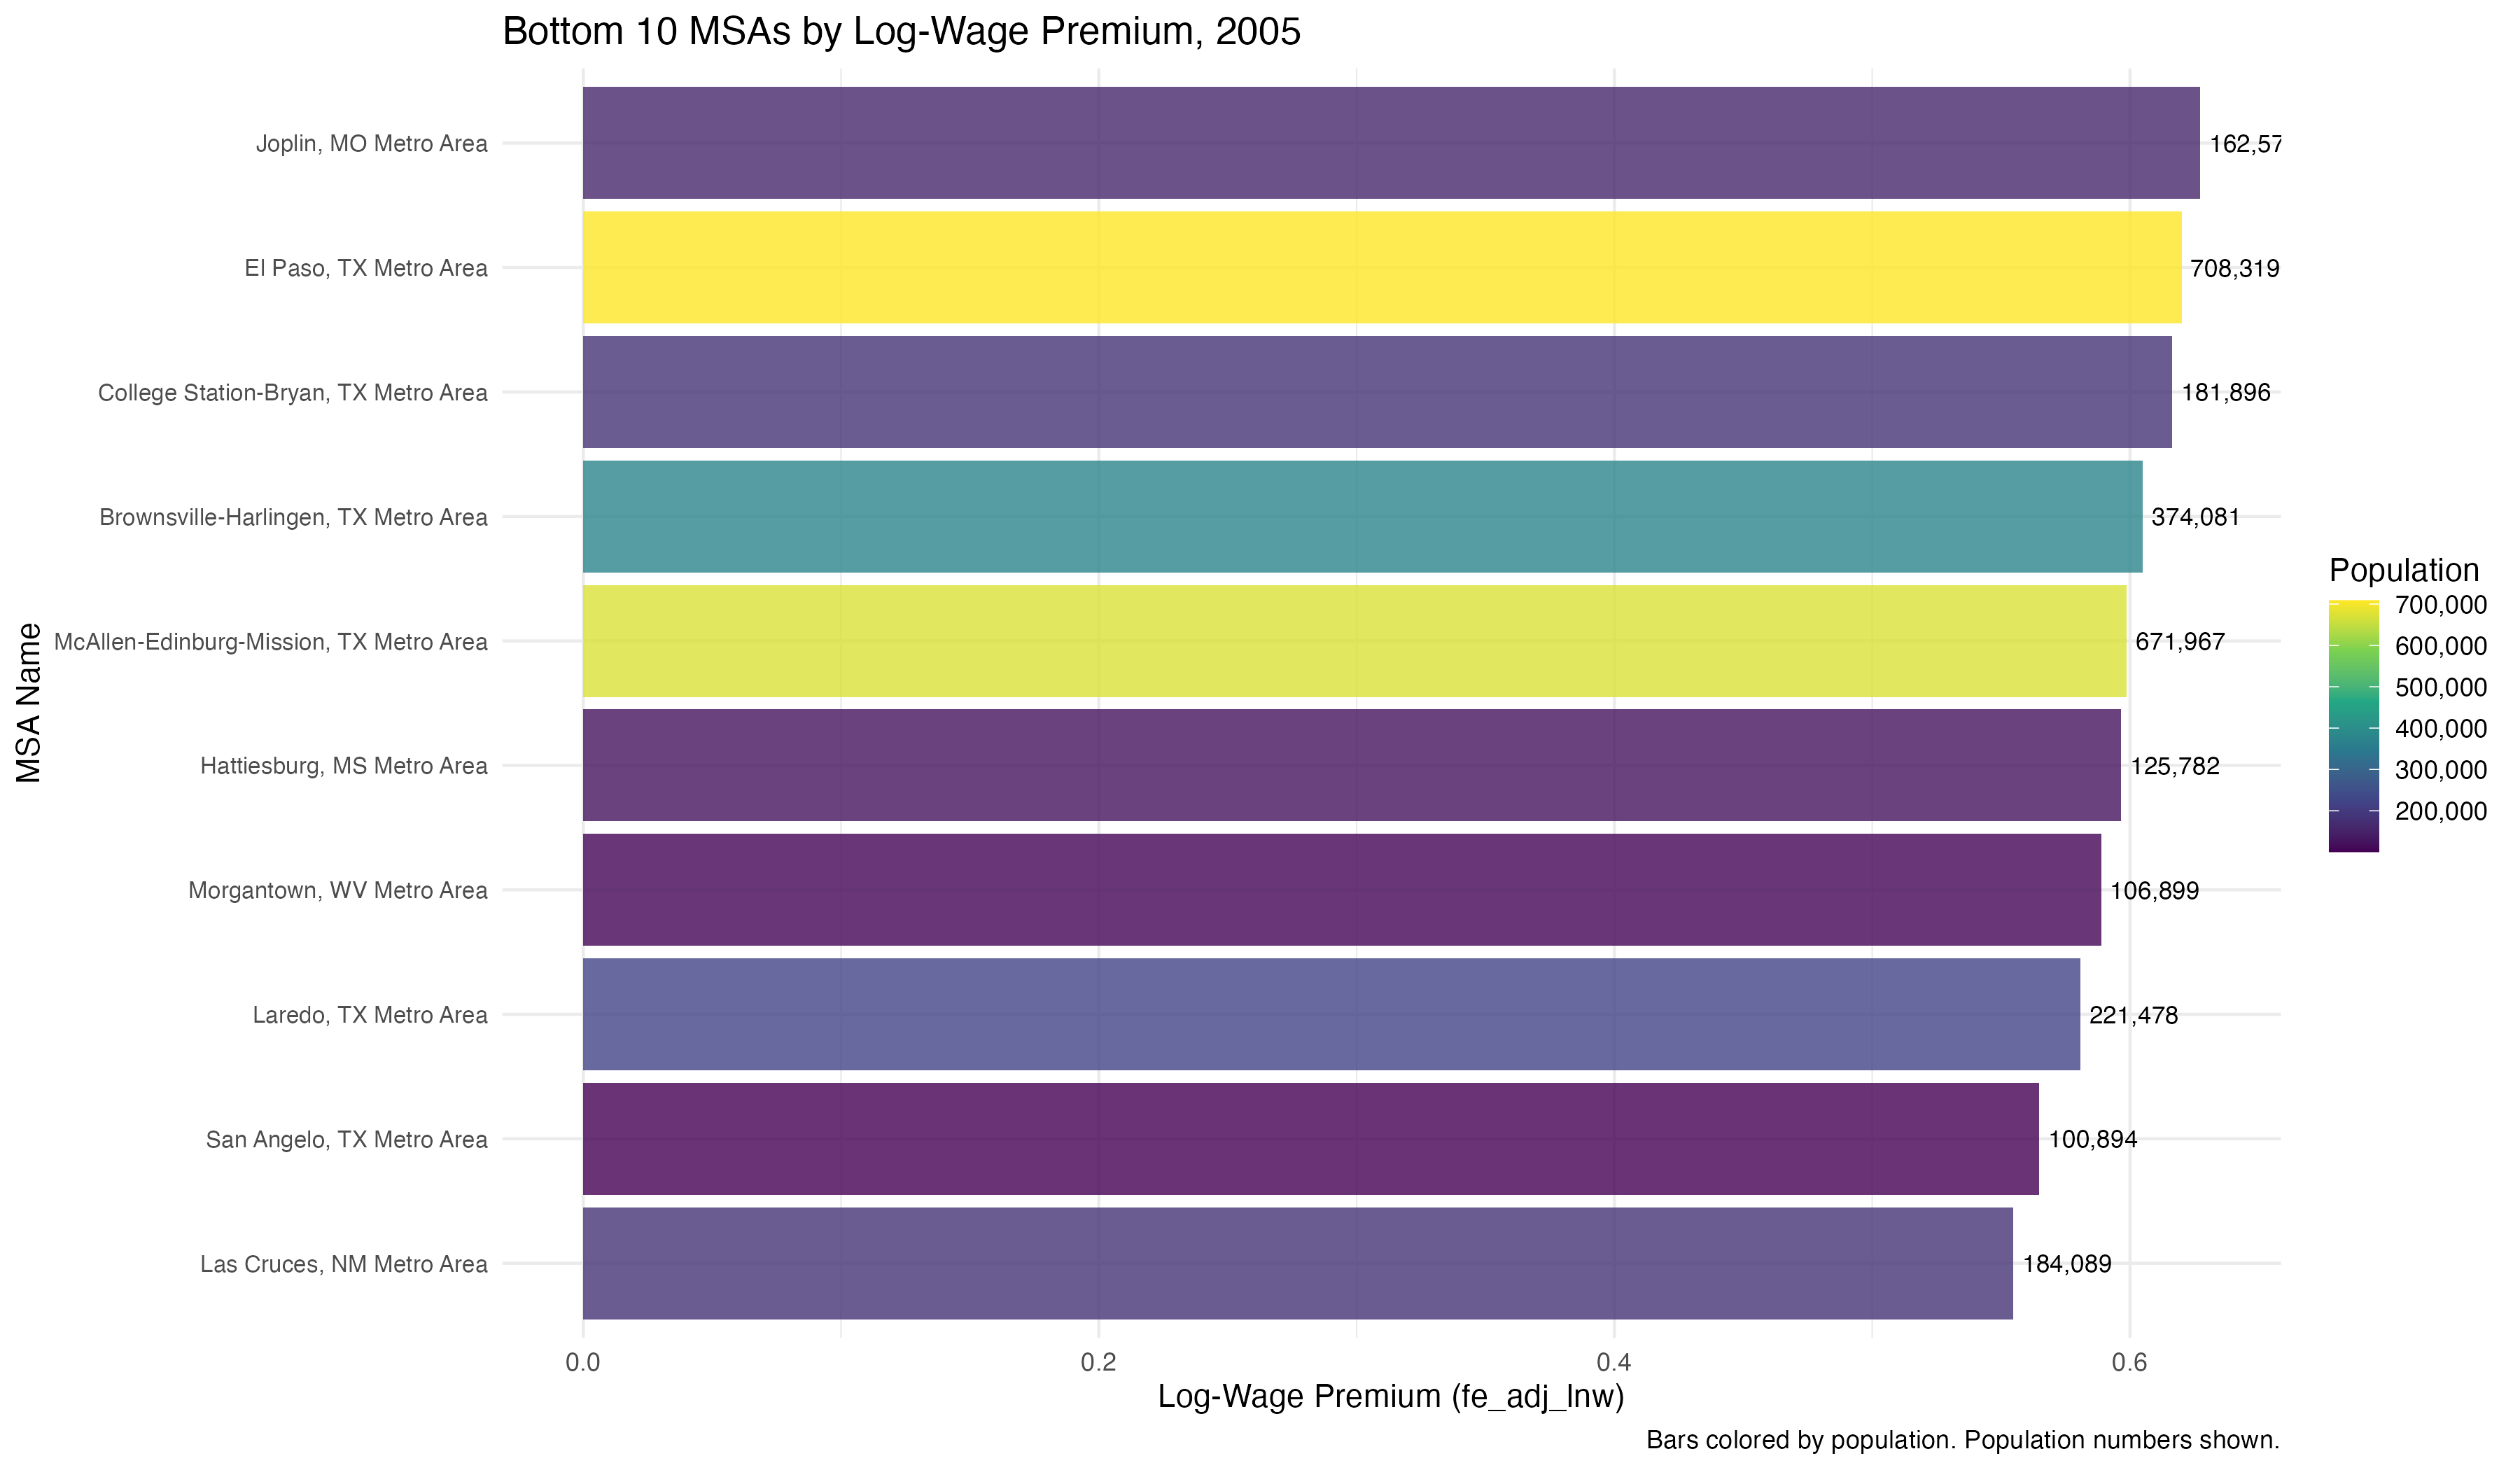 Bottom 10 MSAs by Log-Wage Premium, 2005
MSA Name
Joplin, MO Metro Area 162,57
El Paso, TX Metro Area 708,319
College Station-Bryan, TX Metro Area 181,896
Brownsville-Harlingen, TX Metro Area 374,081
McAllen-Edinburg-Mission, TX Metro Area 671,967
Hattiesburg, MS Metro Area 125,782
Morgantown, WV Metro Area 106,899
Laredo, TX Metro Area 221,478
San Angelo, TX Metro Area 100,894
Las Cruces, NM Metro Area 184,089
0.0 0.2 0.4 0.6
Log-Wage Premium (fe_adj_lnw)
Bars colored by population. Population numbers shown.
Population
700,000
600,000
500,000
400,000
300,000
200,000